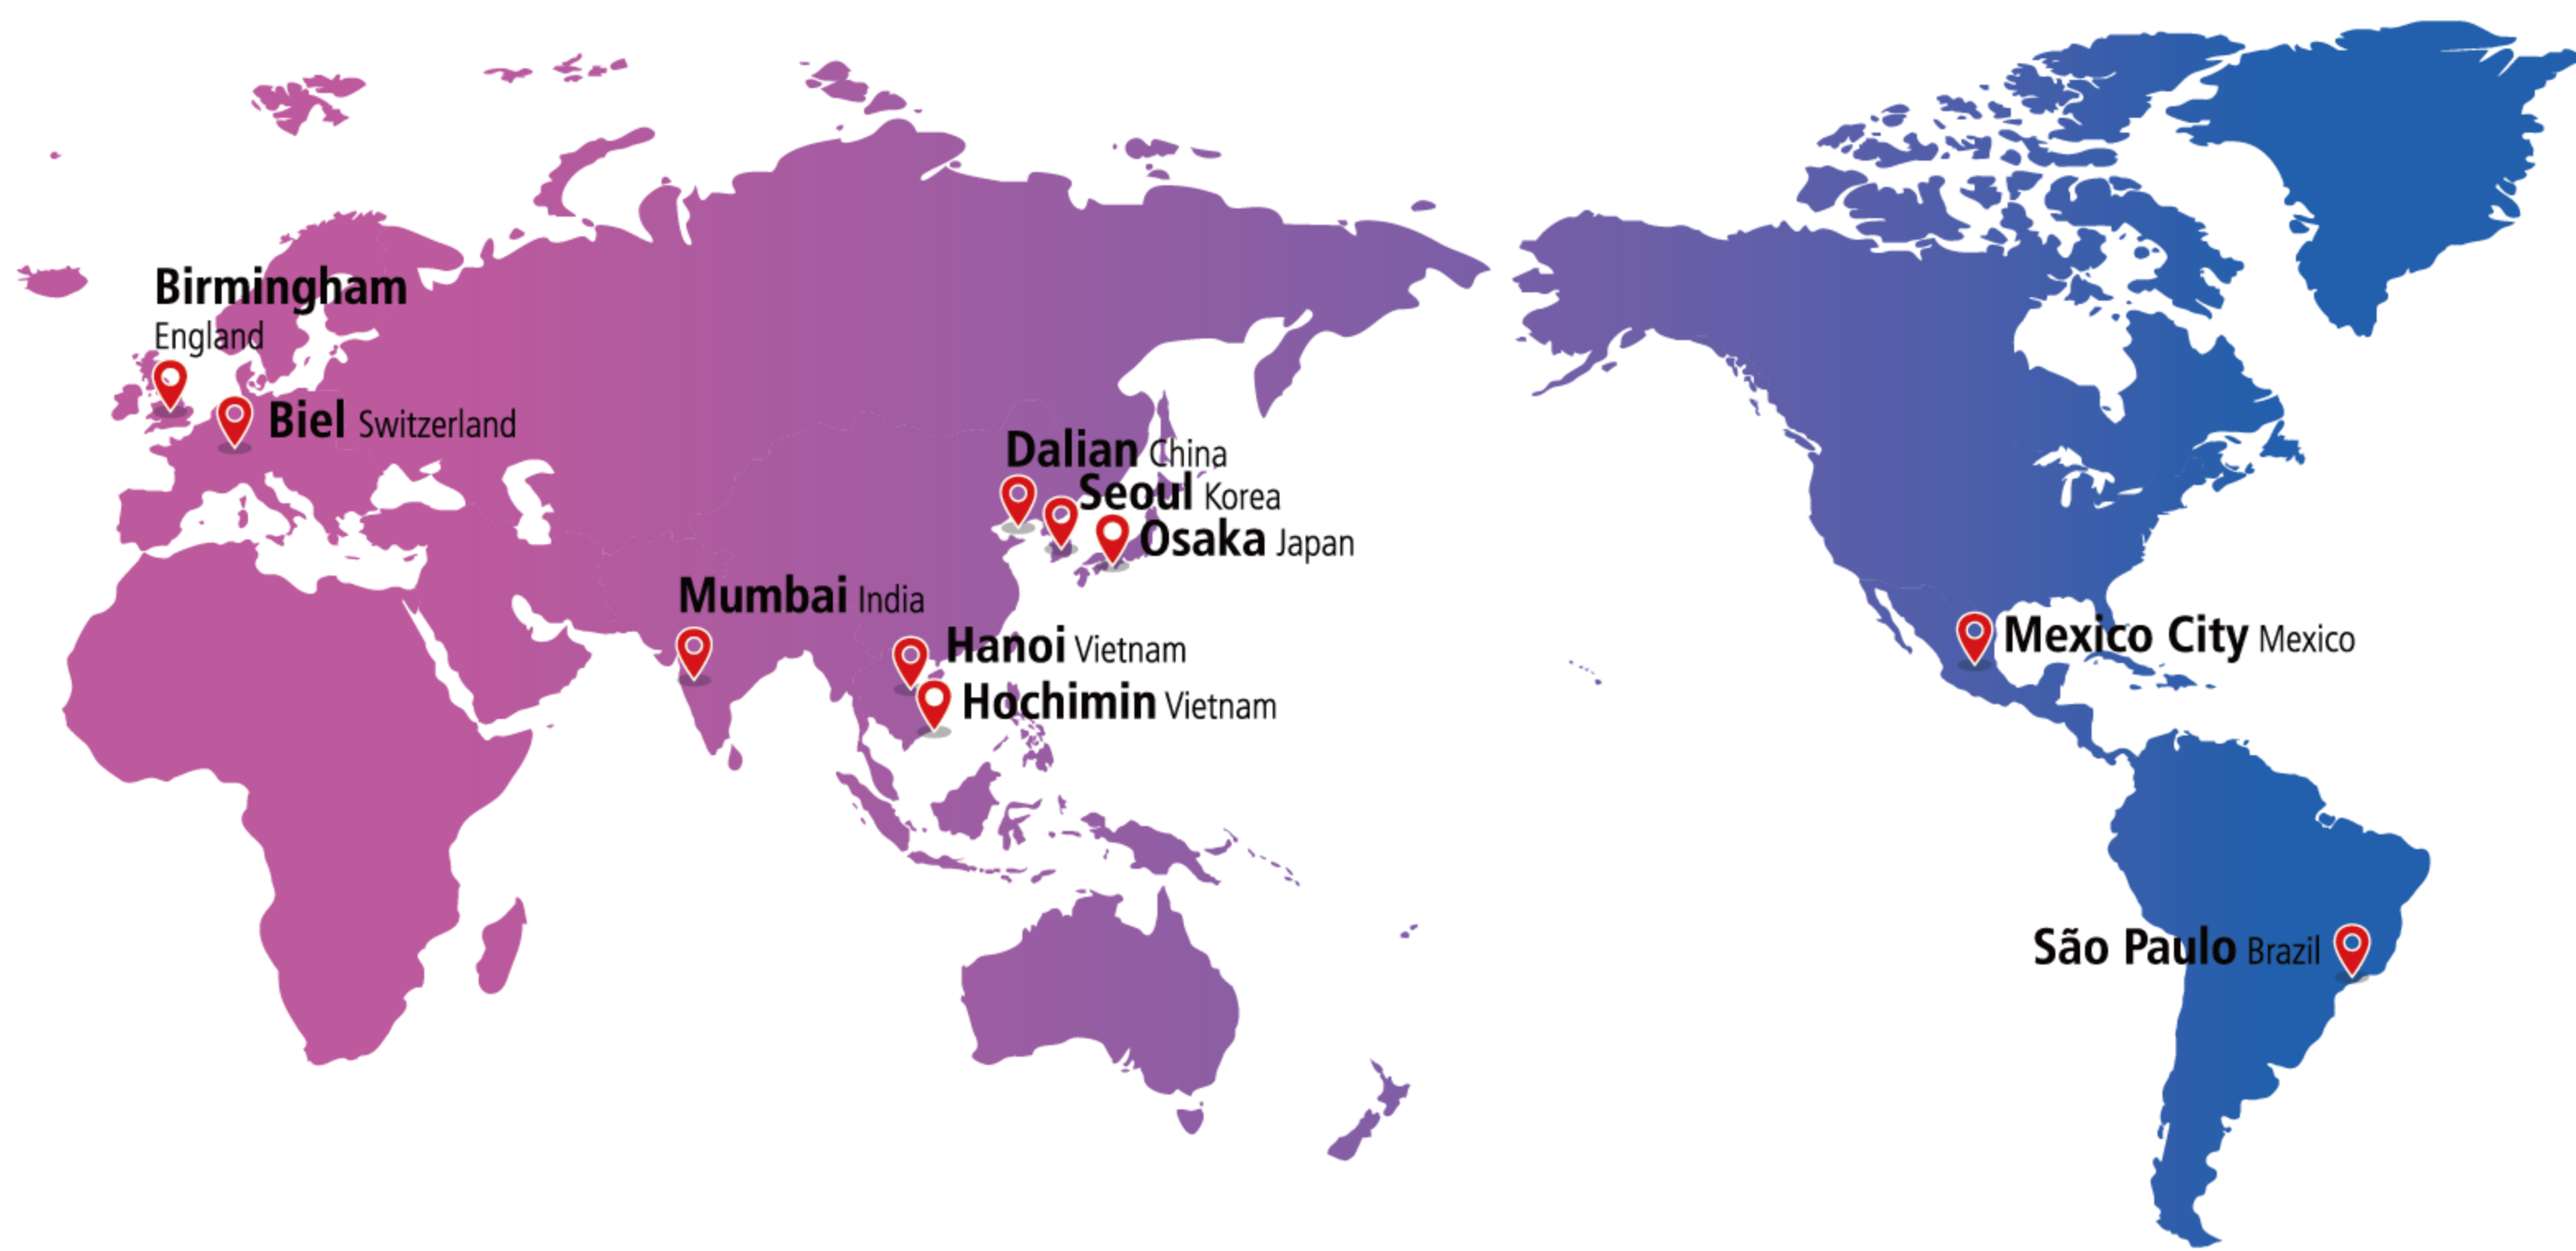 Birmingham
England
Biel Switzerland
Dalian China
Seoul Korea
Osaka Japan
Mumbai India
Hanoi Vietnam
Hochimin Vietnam
Mexico City Mexico
São Paulo Brazil